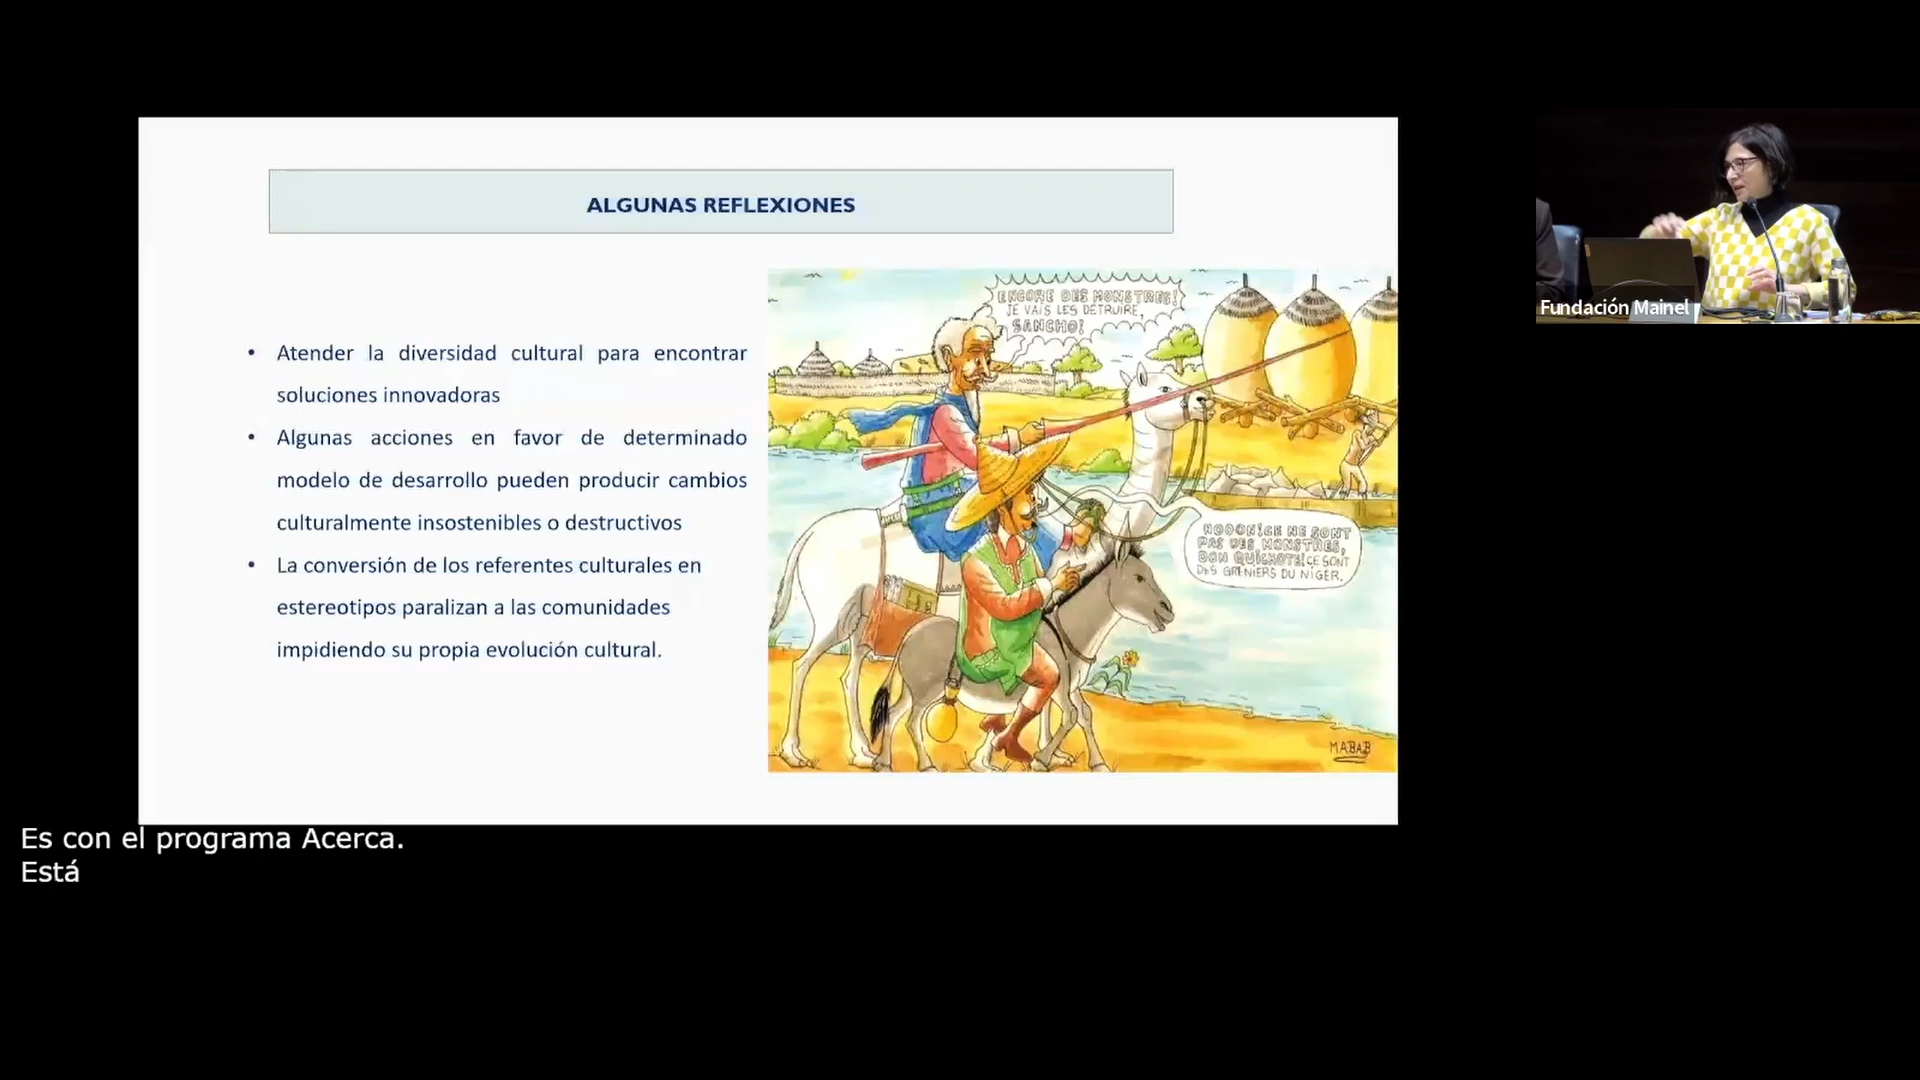 ALGUNAS REFLEXIONES
• Atender la diversidad cultural para encontrar
soluciones innovadoras
• Algunas acciones en favor de determinado
modelo de desarrollo pueden producir cambios
culturalmente insostenibles o destructivos
• La conversión de los referentes culturales en
estereotipos paralizan a las comunidades
impidiendo su propia evolución cultural.
ENCORE DES MONSTRES!
JE VAIS LES DÉTRUIRE,
SANCHO!
NOOON! CE NE SONT
PAS DES MONSTRES,
DON QUICHOTE! CE SONT
DES GRENIERS DU NIGER.
MABAB
Fundación Mainel
Es con el programa Acerca.
Está